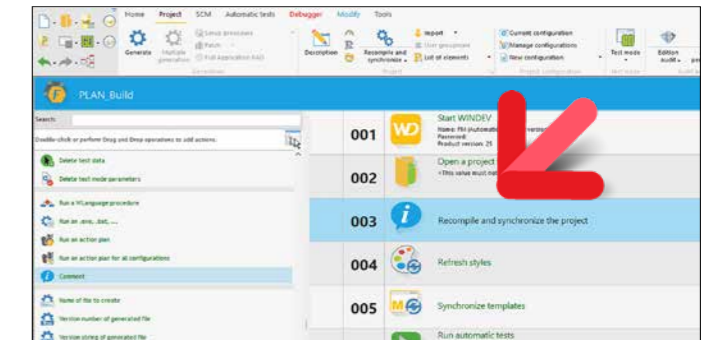 Home Project SCM Automatic tests Debugger Modify Tools
Generate
Multiple generation
Description
Recompile and synchronize
Import
List of elements
Current configuration
Manage configurations
New configuration
Test mode
Edition audit
Project
PLAN_Build
Search:
Double-click or perform Drag and Drop operations to add actions:
Delete test data
Delete test mode parameters
Run a WLanguage procedure
Run an .exe, .bat, ....
Run an action plan
Run an action plan for all configurations
Comment
Name of file to create
Version number of generated file
Version string of generated file
001 WD Start WINDEV
Password:
Product version: 25
002 Open a project
003 i Recompile and synchronize the project
004 Refresh styles
005 M Synchronize templates
Run automatic tests